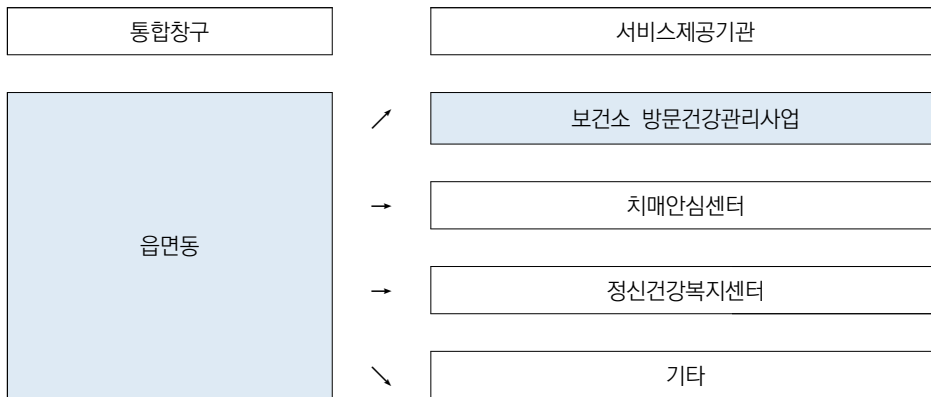 통합창구
서비스제공기관
읍면동
보건소 방문건강관리사업
치매안심센터
정신건강복지센터
기타